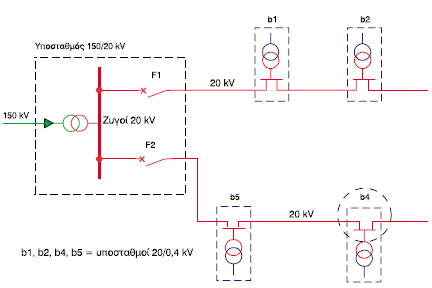 b1
b2
Υποσταθμός 150/20 kV
F1
20 kV
150 kV
Ζυγοί 20 kV
F2
b5
20 kV
b4
b1, b2, b4, b5 = υποσταθμοί 20/0,4 kV